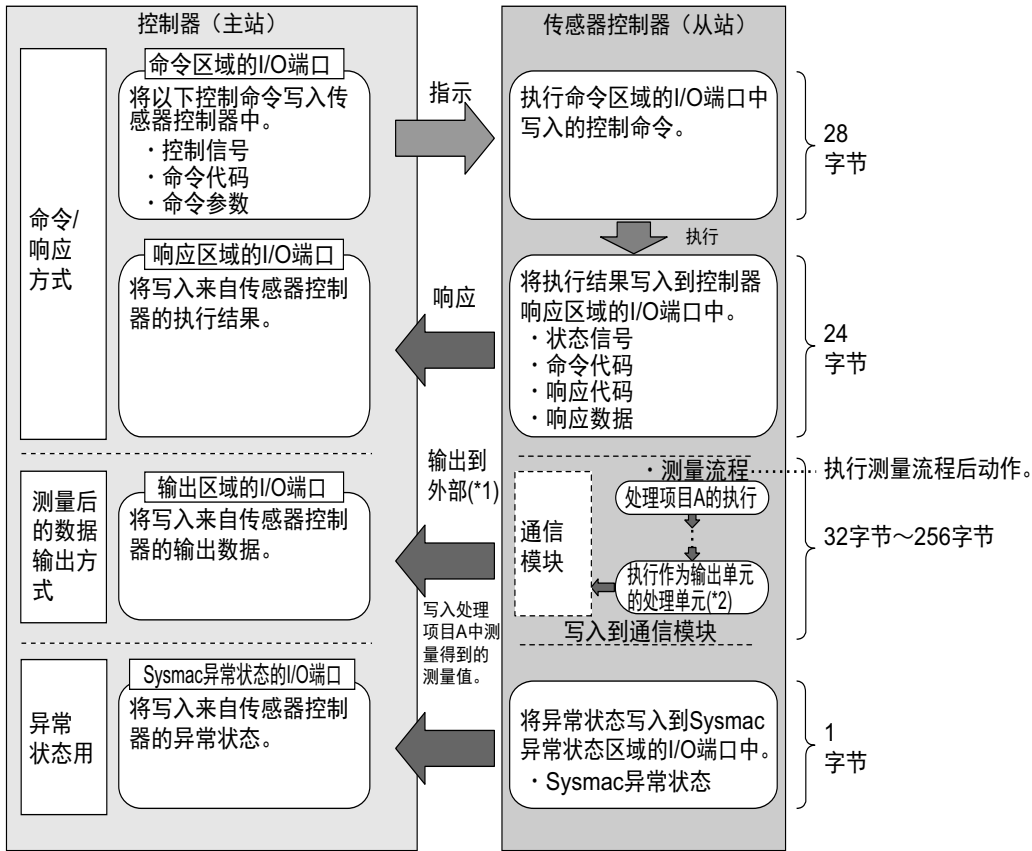 控制器（主站）
传感器控制器（从站）
命令/
响应
方式
命令区域的I/O端口
将以下控制命令写入传
感器控制器中。
・控制信号
・命令代码
・命令参数
指示
执行命令区域的I/O端口中
写入的控制命令。
28
字节
执行
响应区域的I/O端口
将写入来自传感器控制
器的执行结果。
响应
将执行结果写入到控制器
响应区域的I/O端口中。
・状态信号
・命令代码
・响应代码
・响应数据
24
字节
测量后
的数据
输出方
式
输出区域的I/O端口
将写入来自传感器控制
器的输出数据。
输出到
外部(*1)
写入处理
项目A中测
量得到的
测量值。
通信
模块
・测量流程
处理项目A的执行
执行作为输出单元
的处理单元(*2)
写入到通信模块
执行测量流程后动作。
32字节～256字节
异常
状态用
Sysmac异常状态的I/O端口
将写入来自传感器控制
器的异常状态。
将异常状态写入到Sysmac
异常状态区域的I/O端口中。
・Sysmac异常状态
1
字节